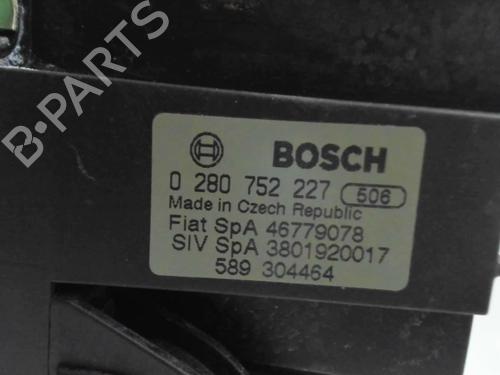 B-PARTS
BOSCH
0 280 752 227 506
Made in Czech Republic
Fiat SpA 46779078
SIV SpA 3801920017
589 304464